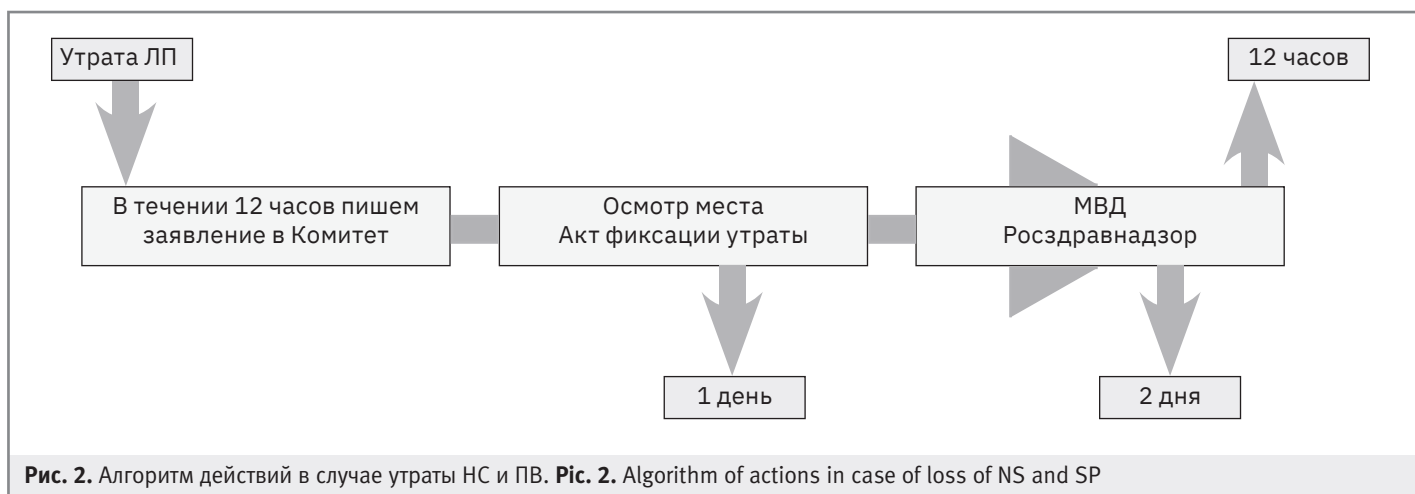 Утрата ЛП
12 часов
В течении 12 часов пишем
заявление в Комитет
Осмотр места
Акт фиксации утраты
МВД
Росздравнадзор
1 день
2 дня
Рис. 2. Алгоритм действий в случае утраты НС и ПВ. Pic. 2. Algorithm of actions in case of loss of NS and SP